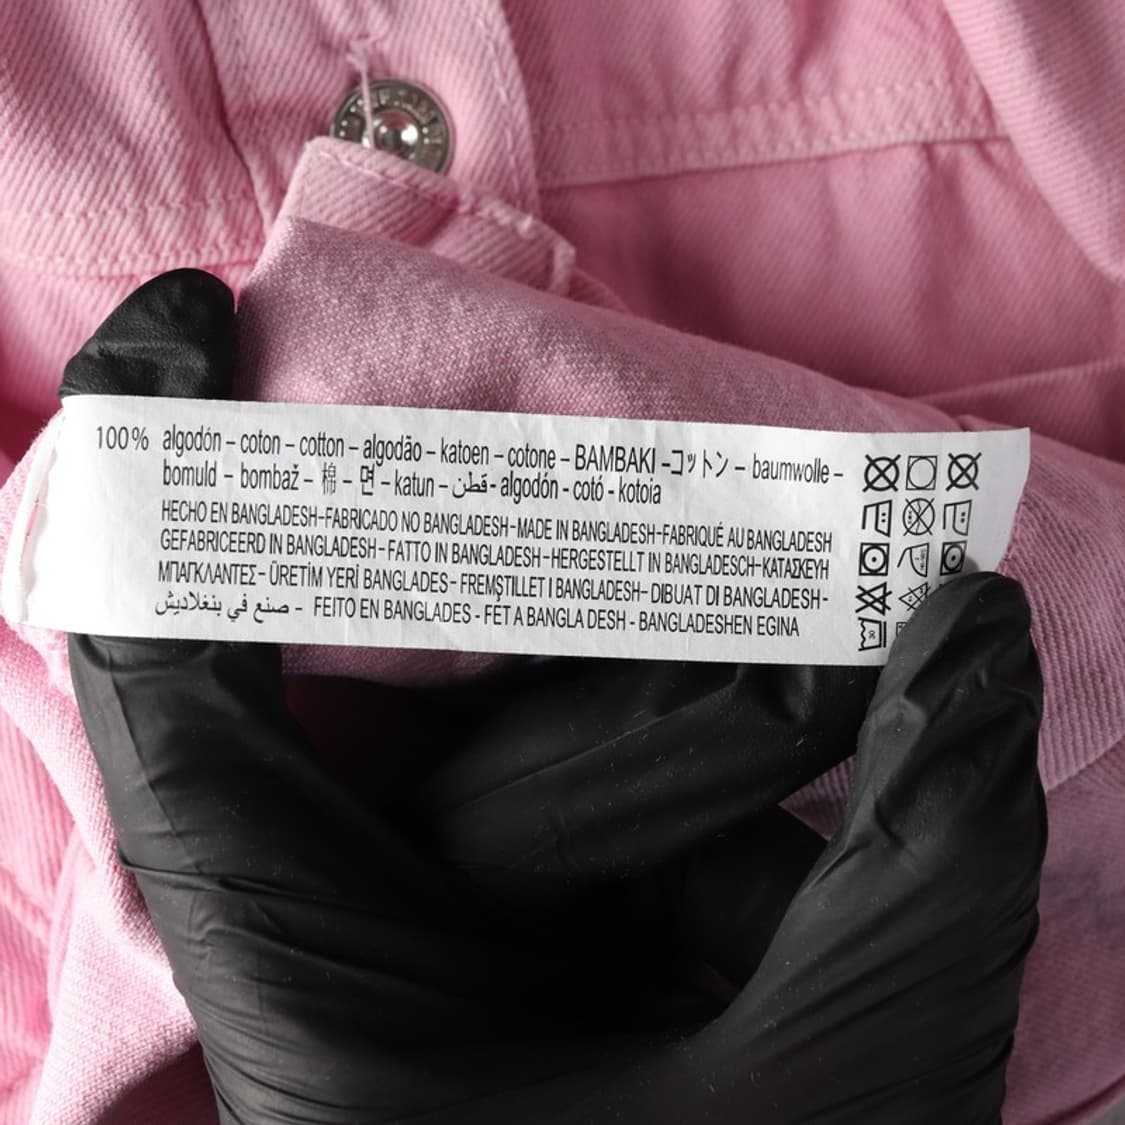 100% algodón – coton – cotton – algodão – katoen – cotone – BAMBAKI –コットン – baumwolle –
bomuld – bombaž – 棉 – 면 – katun – قطن - algodón - cotó - kotoia
HECHO EN BANGLADESH-FABRICADO NO BANGLADESH-MADE IN BANGLADESH-FABRIQUÉ AU BANGLADESH
GEFABRICEERD IN BANGLADESH - FATTO IN BANGLADESH-HERGESTELLT IN BANGLADESCH-ΚΑΤΑΣΚΕΥΗ
ΜΠΑΓΚΛΑΝΤΕΣ - ÜRETİM YERİ BANGLADES - FREMSTILLET I BANGLADESH- DIBUAT DI BANGLADESH -
صنع في بنغلاديش - FEITO EN BANGLADES - FET A BANGLA DESH - BANGLADESHEN EGINA